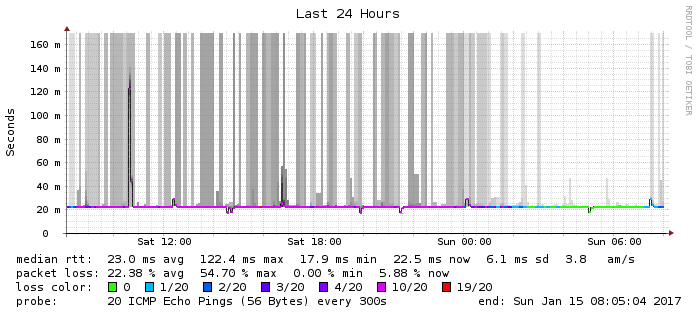 Last 24 Hours
RRDTOOL / TOBI OETIKER
Seconds
160 m
140 m
120 m
100 m
80 m
60 m
40 m
20 m
0
Sat 12:00 Sat 18:00 Sun 00:00 Sun 06:00
median rtt: 23.0 ms avg 122.4 ms max 17.9 ms min 22.5 ms now 6.1 ms sd 3.8 am/s
packet loss: 22.38 % avg 54.70 % max 0.00 % min 5.88 % now
loss color: 0 1/20 2/20 3/20 4/20 10/20 19/20
probe: 20 ICMP Echo Pings (56 Bytes) every 300s end: Sun Jan 15 08:05:04 2017